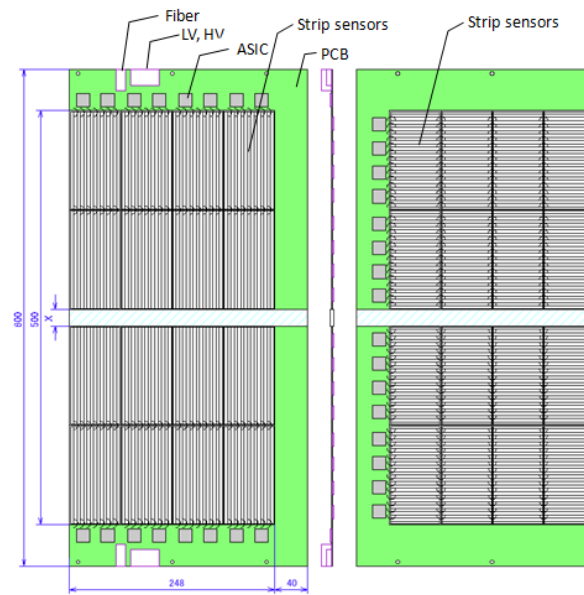 Fiber
Strip sensors
Strip sensors
LV, HV
ASIC
PCB
600
500
X
248
40